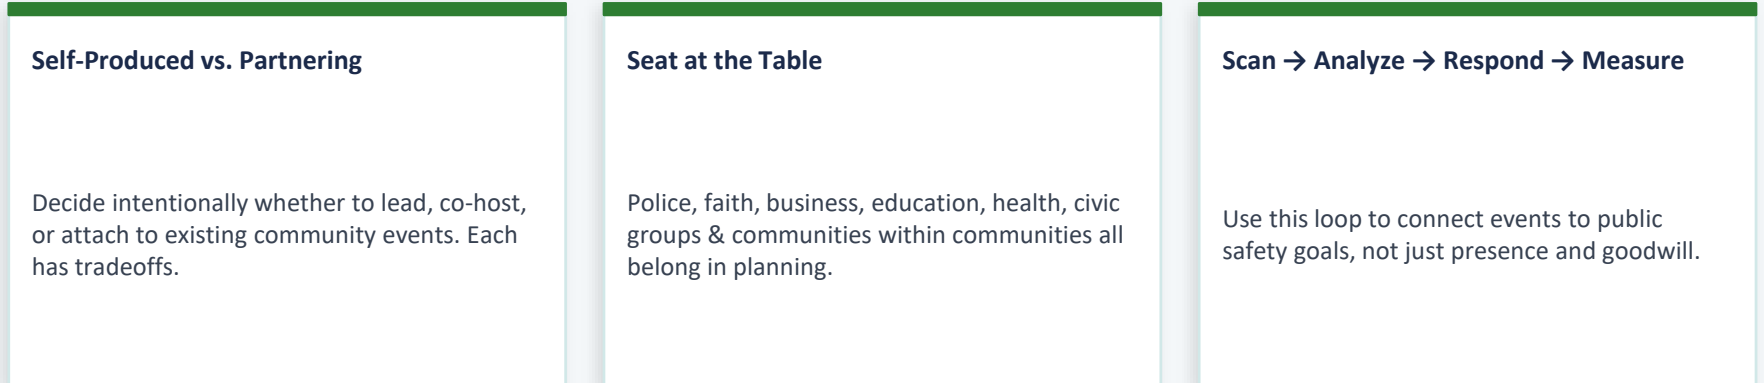 Self-Produced vs. Partnering
Decide intentionally whether to lead, co-host,
or attach to existing community events. Each
has tradeoffs.
Seat at the Table
Police, faith, business, education, health, civic
groups & communities within communities all
belong in planning.
Scan → Analyze → Respond → Measure
Use this loop to connect events to public
safety goals, not just presence and goodwill.